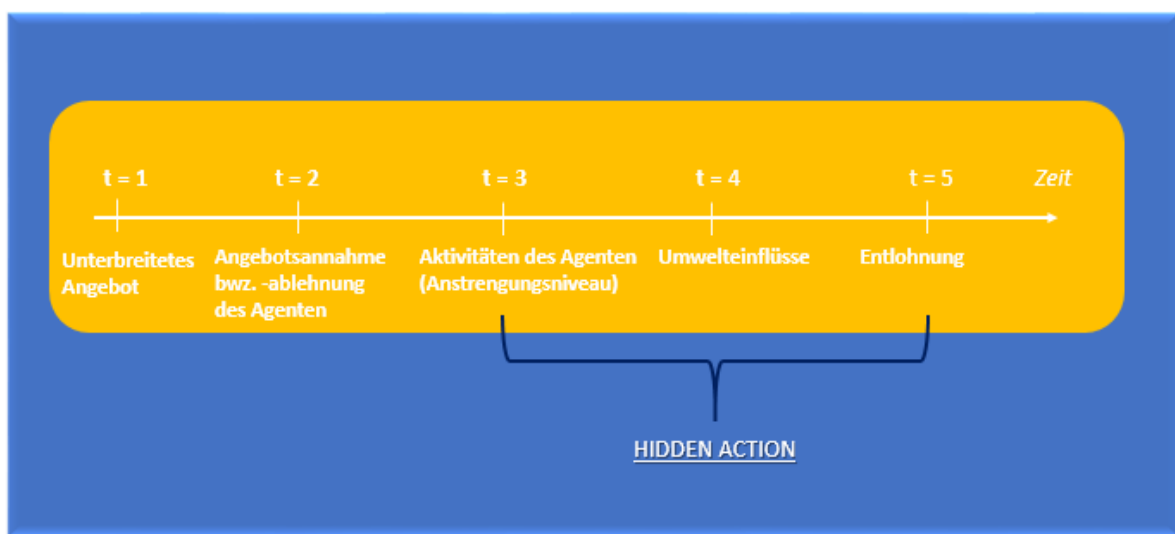 t = 1 t = 2 t = 3 t = 4 t = 5 Zeit
Unterbreitetes
Angebot
Angebotsannahme
bwz. -ablehnung
des Agenten
Aktivitäten des Agenten
(Anstrengungsniveau)
Umwelteinflüsse
Entlohnung
HIDDEN ACTION